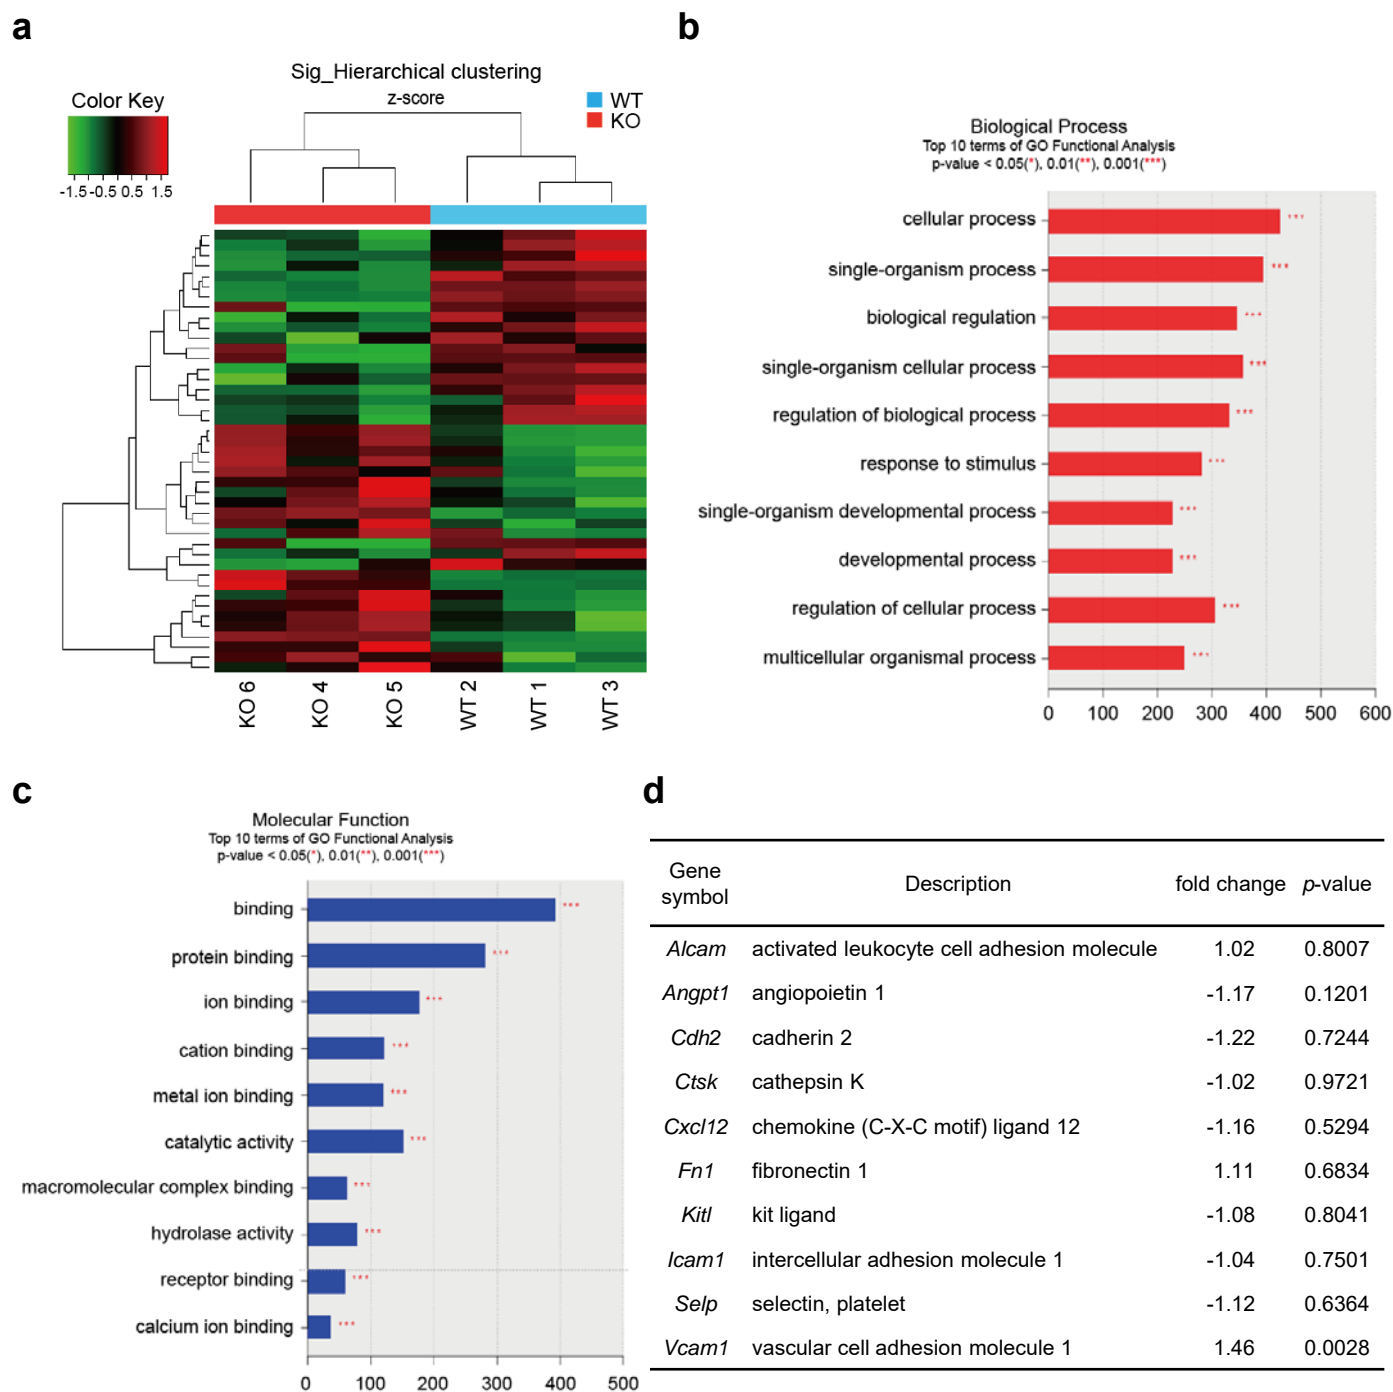 a
Sig_Hierarchical clustering
z-score
Color Key
-1.5 -0.5 0.5 1.5
WT
KO
KO 6
KO 4
KO 5
WT 2
WT 1
WT 3
b
Biological Process
Top 10 terms of GO Functional Analysis
p-value < 0.05(*), 0.01(**), 0.001(***)
cellular process ***
single-organism process ***
biological regulation ***
single-organism cellular process ***
regulation of biological process ***
response to stimulus ***
single-organism developmental process ***
developmental process ***
regulation of cellular process ***
multicellular organismal process ***
0 100 200 300 400 500 600
c
Molecular Function
Top 10 terms of GO Functional Analysis
p-value < 0.05(*), 0.01(**), 0.001(***)
binding ***
protein binding ***
ion binding ***
cation binding ***
metal ion binding ***
catalytic activity ***
macromolecular complex binding ***
hydrolase activity ***
receptor binding ***
calcium ion binding ***
0 100 200 300 400 500
d
Gene symbol Description fold change p-value
Alcam activated leukocyte cell adhesion molecule 1.02 0.8007
Angpt1 angiopoietin 1 -1.17 0.1201
Cdh2 cadherin 2 -1.22 0.7244
Ctsk cathepsin K -1.02 0.9721
Cxcl12 chemokine (C-X-C motif) ligand 12 -1.16 0.5294
Fn1 fibronectin 1 1.11 0.6834
Kitl kit ligand -1.08 0.8041
Icam1 intercellular adhesion molecule 1 -1.04 0.7501
Selp selectin, platelet -1.12 0.6364
Vcam1 vascular cell adhesion molecule 1 1.46 0.0028